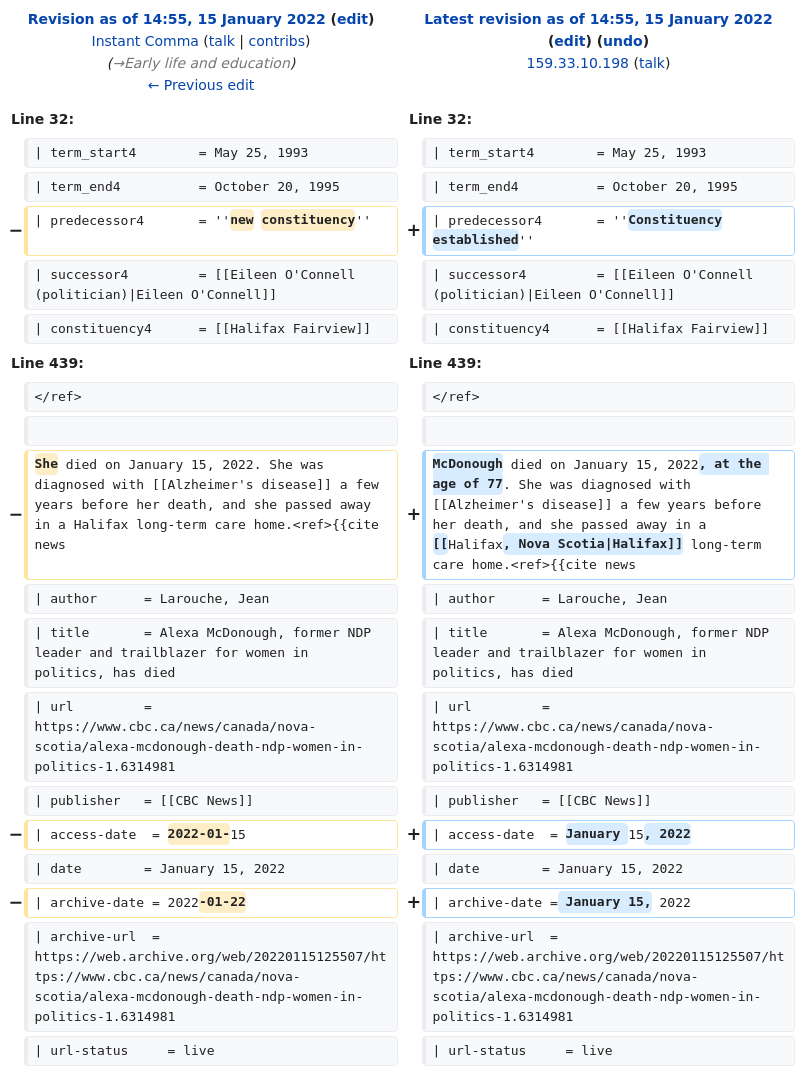 Revision as of 14:55, 15 January 2022 (edit)
Instant Comma (talk | contribs)
(→Early life and education)
← Previous edit
Latest revision as of 14:55, 15 January 2022
(edit) (undo)
159.33.10.198 (talk)
Line 32:
Line 32:
| term_start4        = May 25, 1993
| term_start4        = May 25, 1993
| term_end4          = October 20, 1995
| term_end4          = October 20, 1995
− | predecessor4       = ''new constituency''
+ | predecessor4       = ''Constituency
established''
| successor4         = [[Eileen O'Connell
(politician)|Eileen O'Connell]]
| successor4         = [[Eileen O'Connell
(politician)|Eileen O'Connell]]
| constituency4      = [[Halifax Fairview]]
| constituency4      = [[Halifax Fairview]]
Line 439:
Line 439:
</ref>
</ref>
− She died on January 15, 2022. She was
diagnosed with [[Alzheimer's disease]] a few
years before her death, and she passed away
in a Halifax long-term care home.<ref>{{cite
news
+ McDonough died on January 15, 2022, at the
age of 77. She was diagnosed with
[[Alzheimer's disease]] a few years before
her death, and she passed away in a
[[Halifax, Nova Scotia|Halifax]] long-term
care home.<ref>{{cite news
| author      = Larouche, Jean
| author      = Larouche, Jean
| title       = Alexa McDonough, former NDP
leader and trailblazer for women in
politics, has died
| title       = Alexa McDonough, former NDP
leader and trailblazer for women in
politics, has died
| url         =
https://www.cbc.ca/news/canada/nova-
scotia/alexa-mcdonough-death-ndp-women-in-
politics-1.6314981
| url         =
https://www.cbc.ca/news/canada/nova-
scotia/alexa-mcdonough-death-ndp-women-in-
politics-1.6314981
| publisher   = [[CBC News]]
| publisher   = [[CBC News]]
− | access-date  = 2022-01-15
+ | access-date  = January 15, 2022
| date         = January 15, 2022
| date         = January 15, 2022
− | archive-date = 2022-01-22
+ | archive-date = January 15, 2022
| archive-url  =
https://web.archive.org/web/20220115125507/ht
tps://www.cbc.ca/news/canada/nova-
scotia/alexa-mcdonough-death-ndp-women-in-
politics-1.6314981
| archive-url  =
https://web.archive.org/web/20220115125507/ht
tps://www.cbc.ca/news/canada/nova-
scotia/alexa-mcdonough-death-ndp-women-in-
politics-1.6314981
| url-status     = live
| url-status     = live